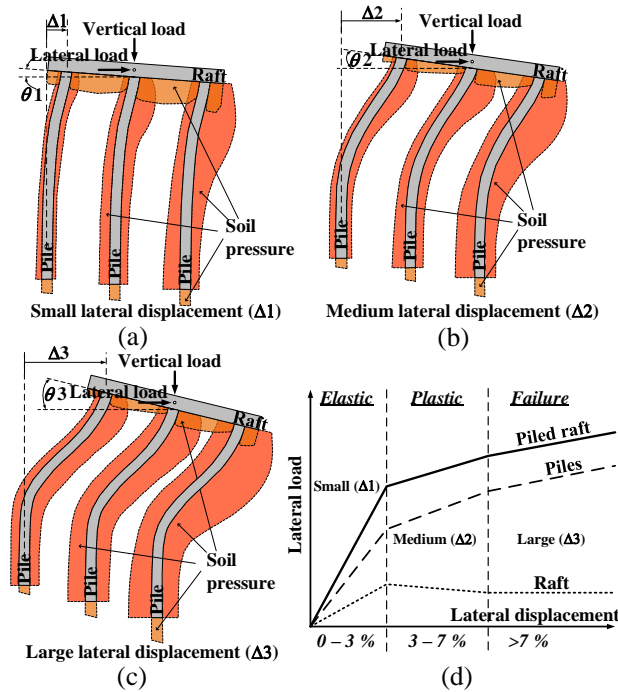 Δ1
Vertical load
Lateral load
Raft
θ1
Soil
pressure
Pile
Pile
Pile
Small lateral displacement (Δ1)
(a)
Δ2
Vertical load
Lateral load
Raft
θ2
Soil
pressure
Pile
Pile
Pile
Medium lateral displacement (Δ2)
(b)
Δ3
Vertical load
Lateral load
Raft
θ3
Soil
pressure
Pile
Pile
Pile
Large lateral displacement (Δ3)
(c)
Elastic
Plastic
Failure
Piled raft
Piles
Small (Δ1)
Medium (Δ2)
Large (Δ3)
Raft
Lateral load
Lateral displacement
0 – 3 %
3 – 7 %
>7 %
(d)